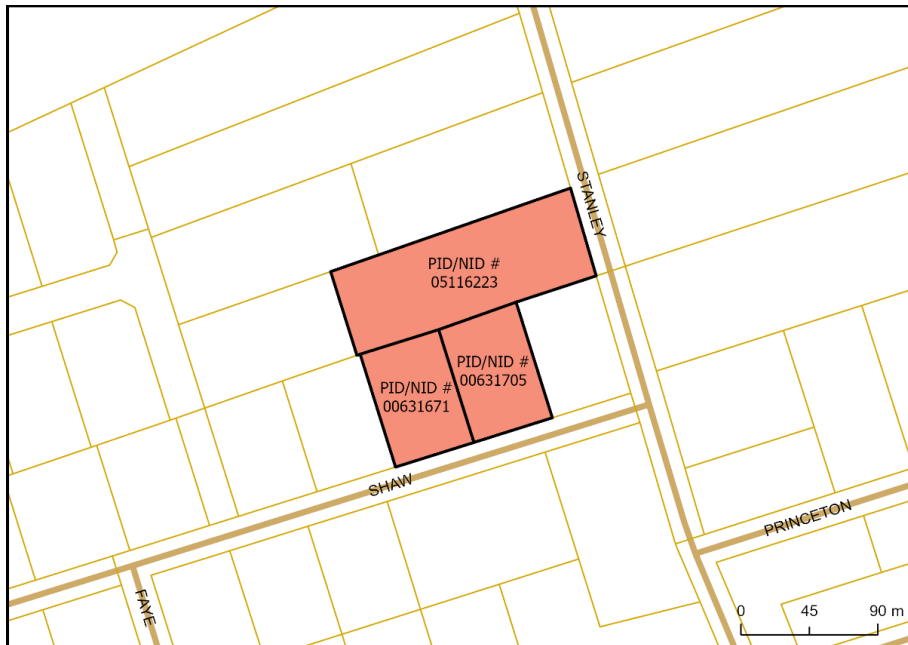 STANLEY
PID/NID #
05116223
PID/NID #
00631705
PID/NID #
00631671
SHAW
PRINCETON
FAYE
0 45 90 m